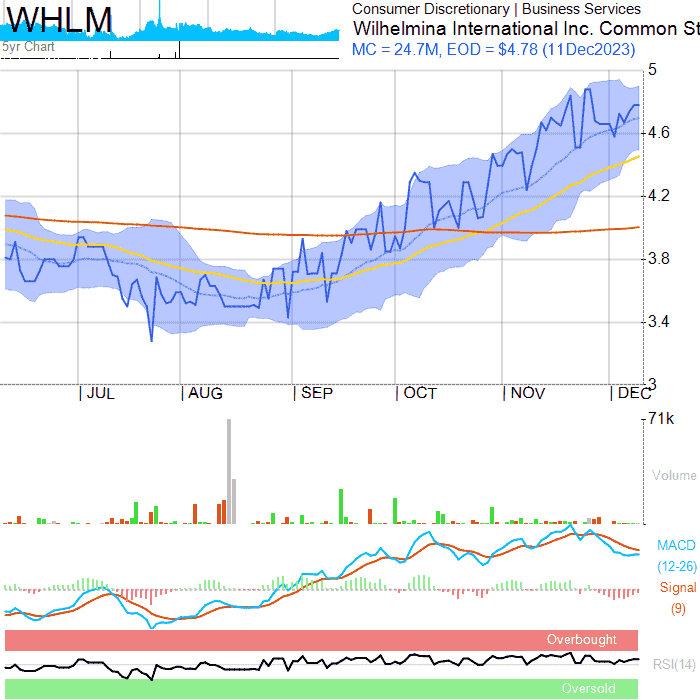 WHLM
5yr Chart
Consumer Discretionary | Business Services
Wilhelmina International Inc. Common St
MC = 24.7M, EOD = $4.78 (11Dec2023)
5
4.6
4.2
3.8
3.4
3
| JUL | AUG | SEP | OCT | NOV | DEC
71k
Volume
MACD
(12-26)
Signal
(9)
Overbought
RSI(14)
Oversold